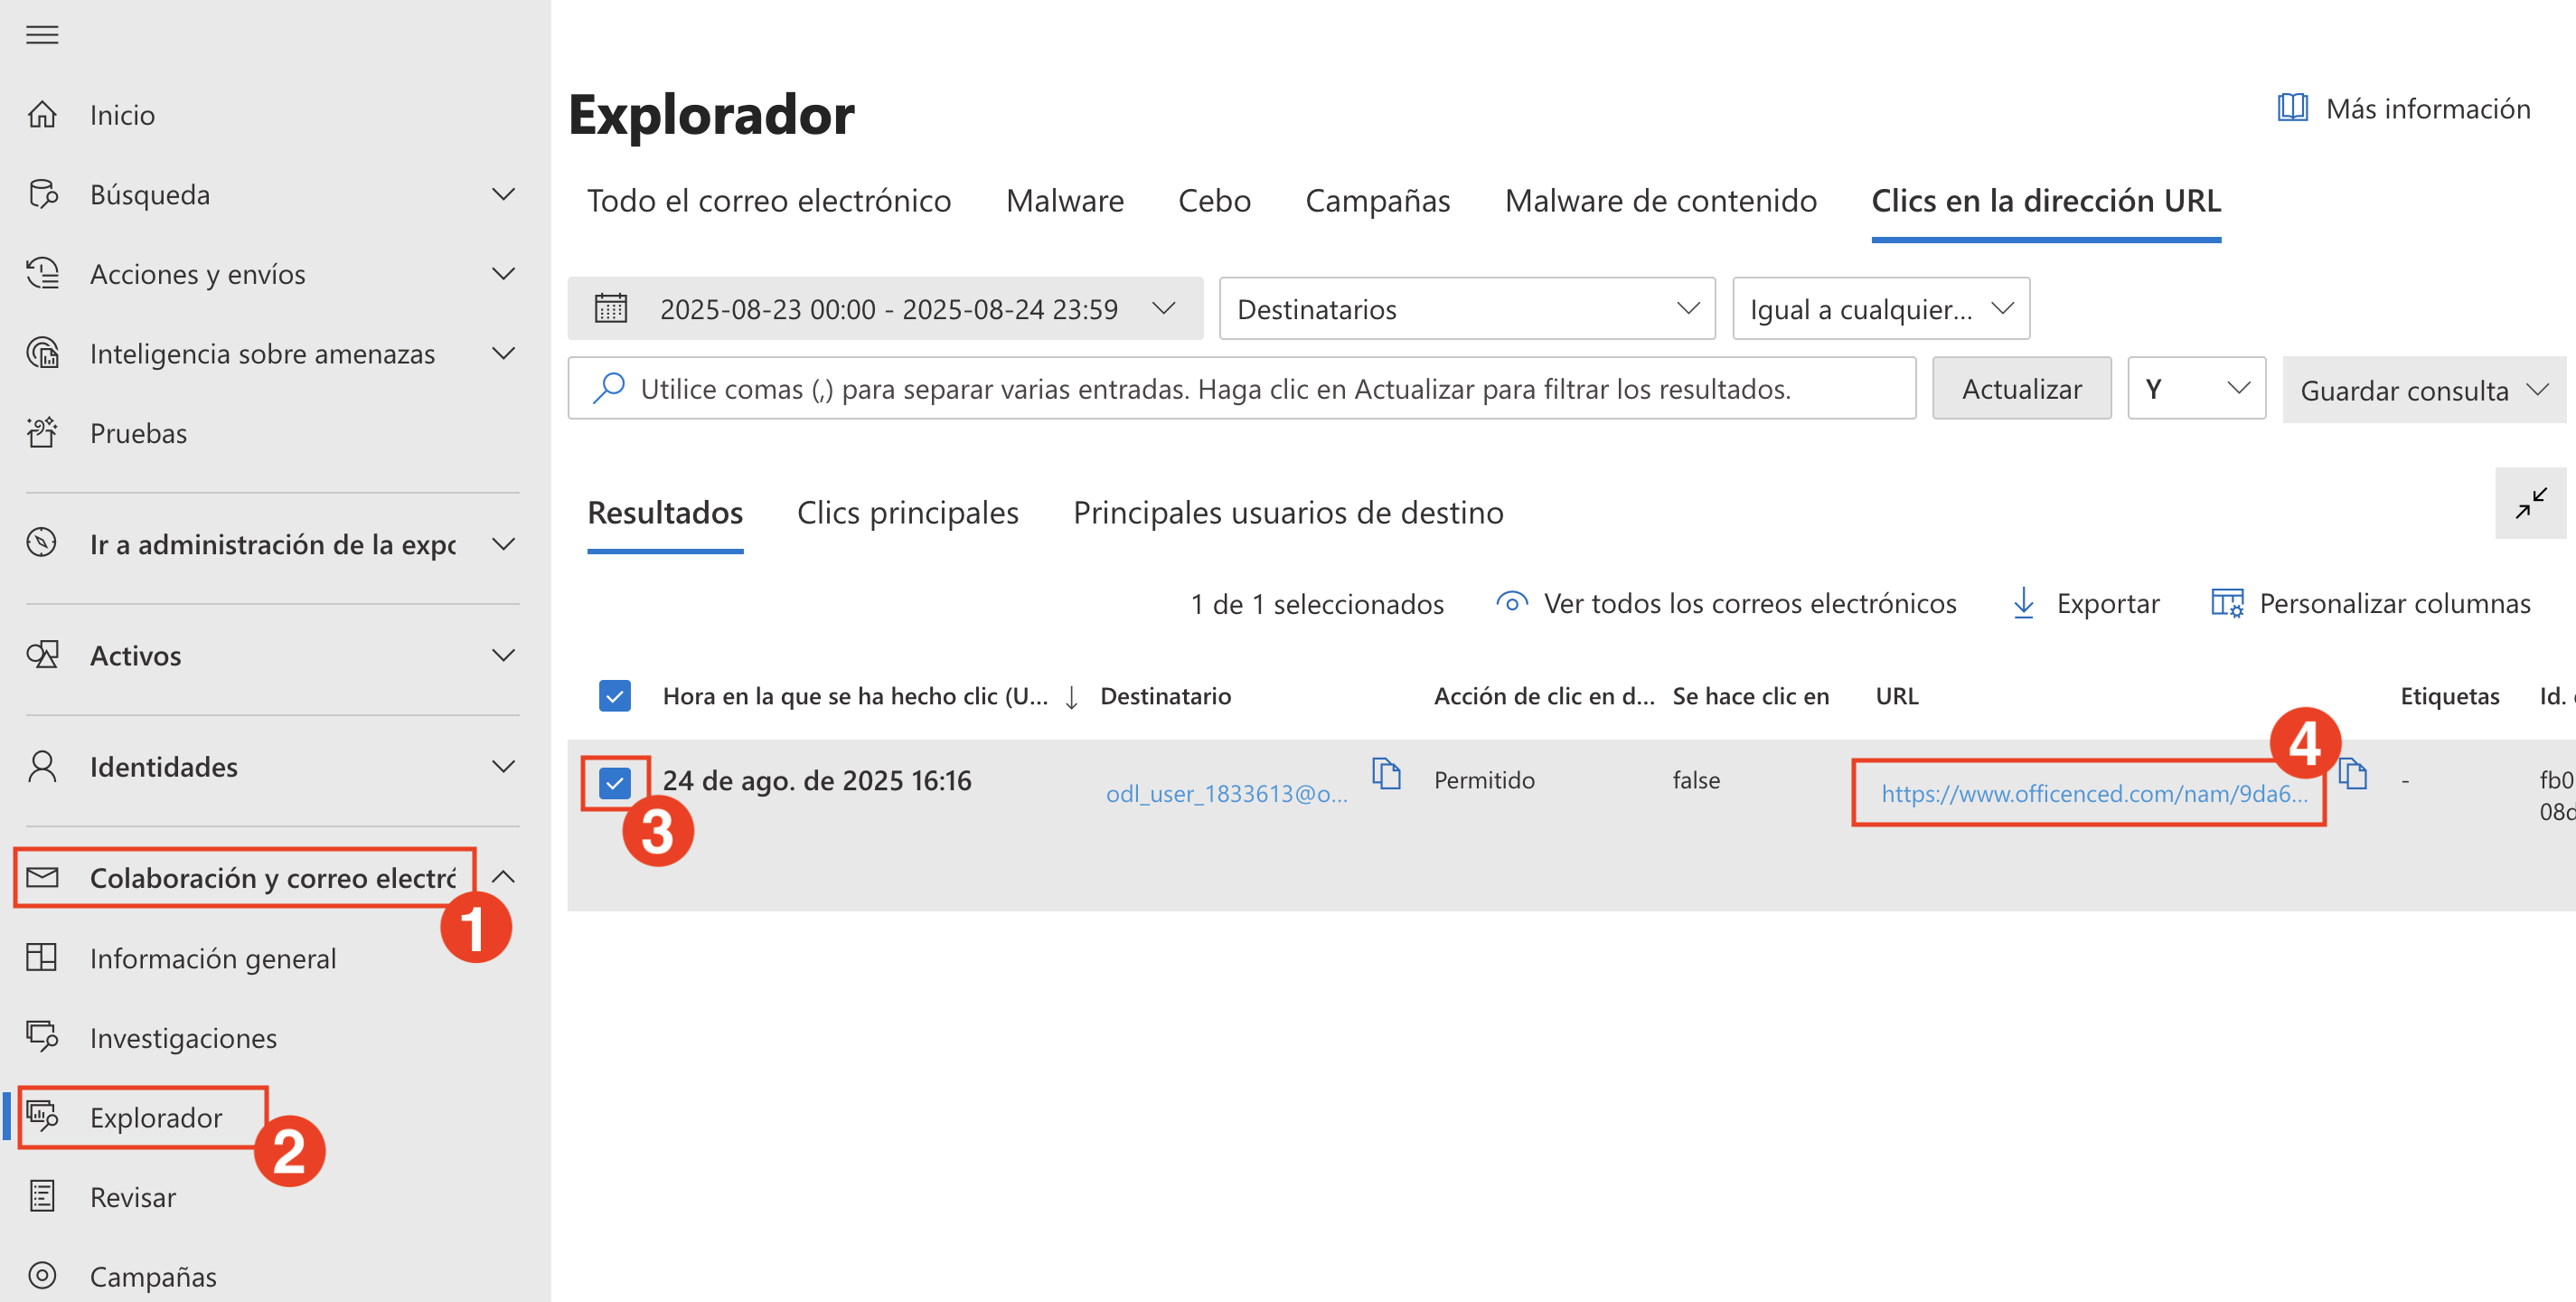 Inicio
Búsqueda
Acciones y envíos
Inteligencia sobre amenazas
Pruebas
Ir a administración de la expo
Activos
Identidades
Colaboración y correo electró
1
Información general
Investigaciones
Explorador
2
Revisar
Campañas
Explorador
Más información
Todo el correo electrónico Malware Cebo Campañas Malware de contenido Clics en la dirección URL
2025-08-23 00:00 - 2025-08-24 23:59 Destinatarios Igual a cualquier...
Utilice comas (,) para separar varias entradas. Haga clic en Actualizar para filtrar los resultados. Actualizar Y Guardar consulta
Resultados Clics principales Principales usuarios de destino
1 de 1 seleccionados Ver todos los correos electrónicos Exportar Personalizar columnas
Hora en la que se ha hecho clic (U... ↓ Destinatario Acción de clic en d... Se hace clic en URL Etiquetas Id.
24 de ago. de 2025 16:16 odl_user_1833613@o... Permitido false https://www.officenced.com/nam/9da6... - fb0
08d
3
4